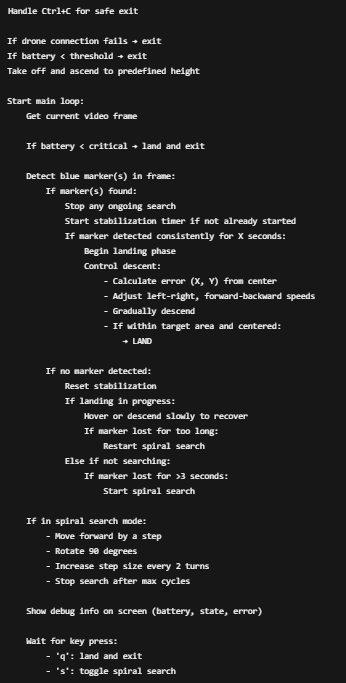 Handle Ctrl+C for safe exit
If drone connection fails → exit
If battery < threshold → exit
Take off and ascend to predefined height
Start main loop:
Get current video frame
If battery < critical → land and exit
Detect blue marker(s) in frame:
If marker(s) found:
Stop any ongoing search
Start stabilization timer if not already started
If marker detected consistently for X seconds:
Begin landing phase
Control descent:
- Calculate error (X, Y) from center
- Adjust left-right, forward-backward speeds
- Gradually descend
- If within target area and centered:
→ LAND
If no marker detected:
Reset stabilization
If landing in progress:
Hover or descend slowly to recover
If marker lost for too long:
Restart spiral search
Else if not searching:
If marker lost for >3 seconds:
Start spiral search
If in spiral search mode:
- Move forward by a step
- Rotate 90 degrees
- Increase step size every 2 turns
- Stop search after max cycles
Show debug info on screen (battery, state, error)
Wait for key press:
- 'q': land and exit
- 's': toggle spiral search